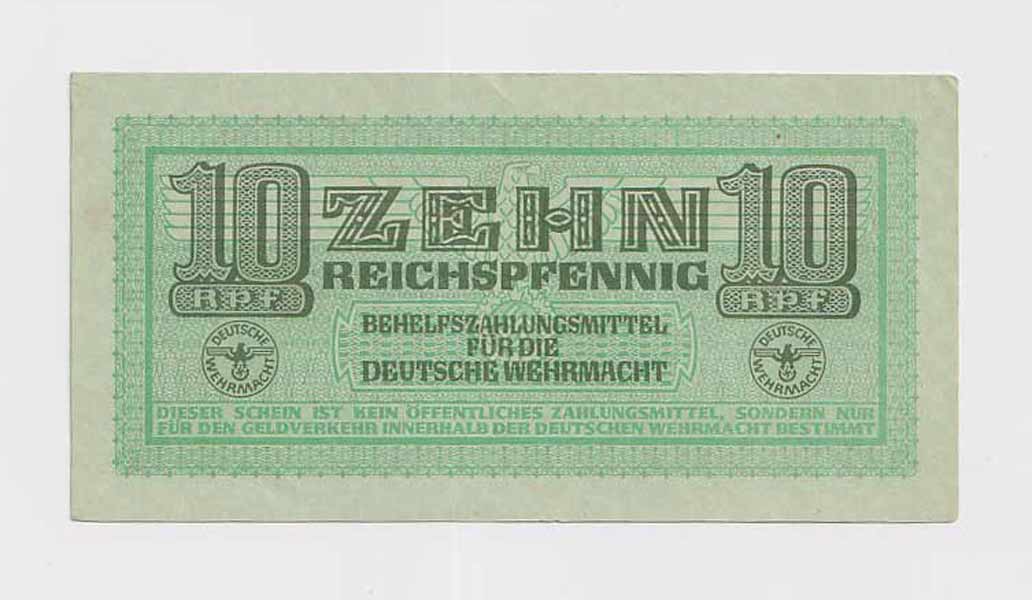 10 ZEHN 10
REICHSPFENNIG
RPF RPF
BEHELFSZAHLUNGSMITTEL
FÜR DIE
DEUTSCHE WEHRMACHT
DEUTSCHE WEHRMACHT
DEUTSCHE WEHRMACHT
DIESER SCHEIN IST KEIN ÖFFENTLICHES ZAHLUNGSMITTEL, SONDERN NUR
FÜR DEN GELDVERKEHR INNERHALB DER DEUTSCHEN WEHRMACHT BESTIMMT